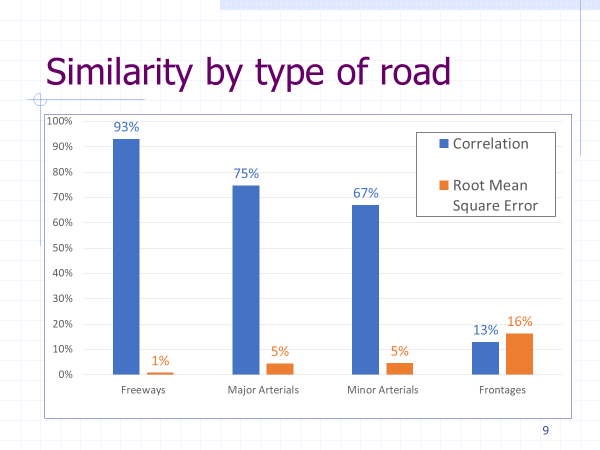 Similarity by type of road
100%
90%
80%
70%
60%
50%
40%
30%
20%
10%
0%
93%
1%
75%
5%
67%
5%
13%
16%
Correlation
Root Mean
Square Error
Freeways
Major Arterials
Minor Arterials
Frontages
9